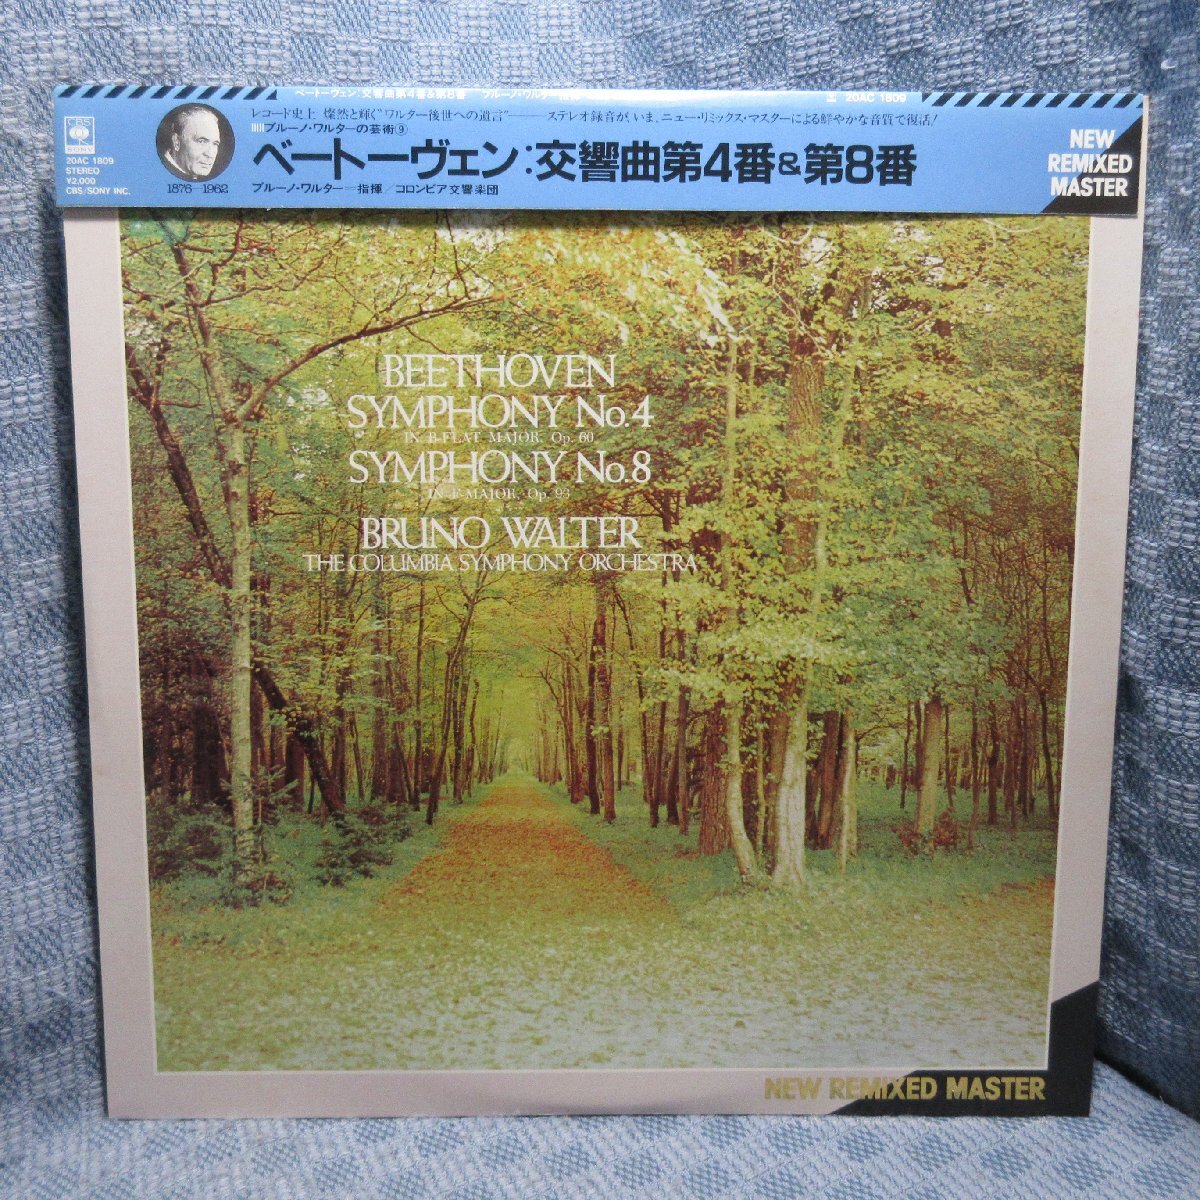 ベートーヴェン:交響曲第4番&第8番 ブルーノ・ワルター指揮
20AC 1809
CBS
SONY
20AC 1809
STEREO
¥2,000
CBS/SONY INC.
1876—1962
レコード史上 燦然と輝く"ワルター後世への遺言"——ステレオ録音が、いま、ニュー・リミックス・マスターによる鮮やかな音質で復活!
ブルーノ・ワルターの芸術⑨
ベートーヴェン:交響曲第4番&第8番
ブルーノ・ワルター=指揮/コロンビア交響楽団
NEW
REMIXED
MASTER
BEETHOVEN
SYMPHONY No.4
IN B-FLAT MAJOR, Op. 60
SYMPHONY No.8
IN F-MAJOR, Op. 93
BRUNO WALTER
THE COLUMBIA SYMPHONY ORCHESTRA
NEW REMIXED MASTER